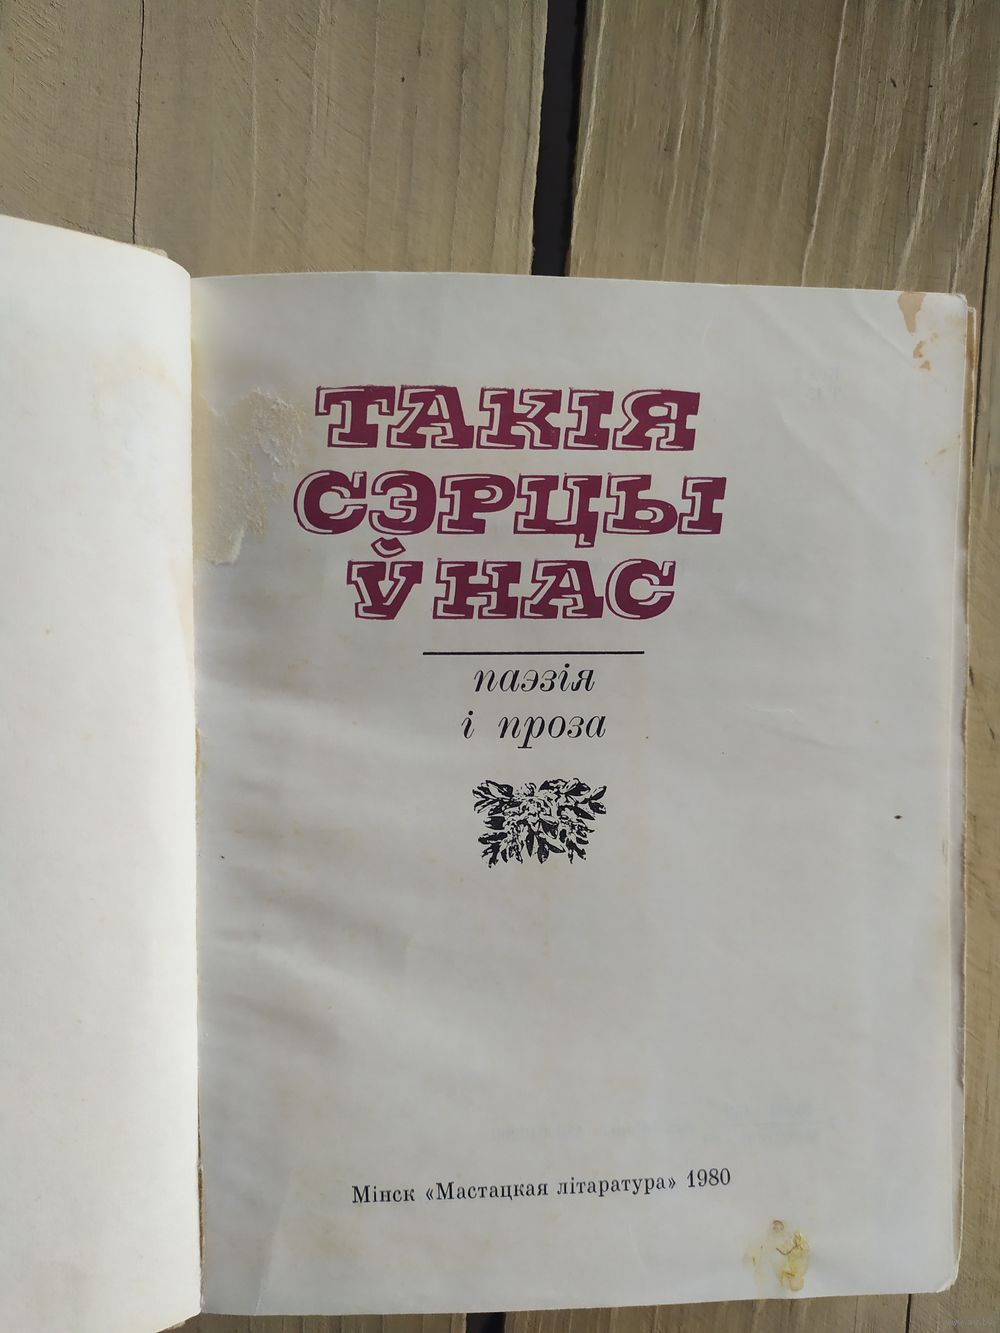 ТАКІЯ
СЭРЦЫ
Ў НАС
паэзія
і проза
Мінск «Мастацкая літаратура» 1980